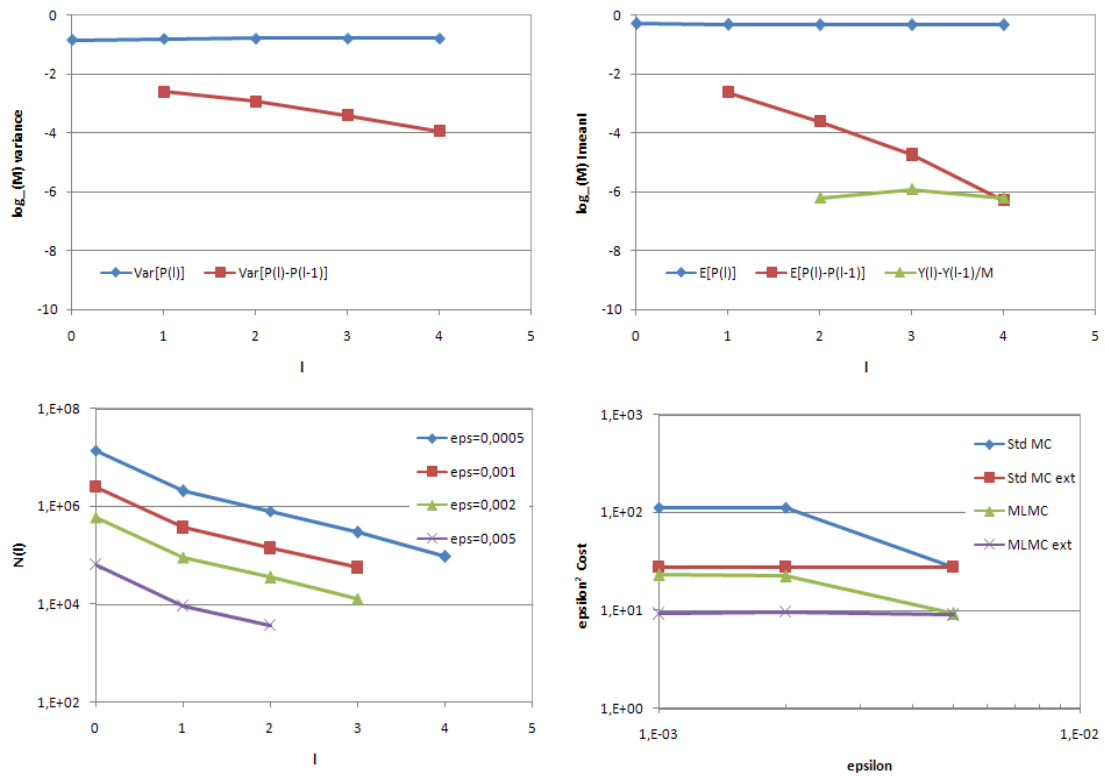 0
-2
-4
-6
-8
-10
log_(M) variance
Var[P(l)]
Var[P(l)-P(l-1)]
0 1 2 3 4 5
l
0
-2
-4
-6
-8
-10
log_(M) lmeanl
E[P(l)]
E[P(l)-P(l-1)]
Y(l)-Y(l-1)/M
0 1 2 3 4 5
l
1,E+08
1,E+06
1,E+04
1,E+02
N(l)
eps=0,0005
eps=0,001
eps=0,002
eps=0,005
0 1 2 3 4 5
l
1,E+03
1,E+02
1,E+01
1,E+00
epsilon² Cost
Std MC
Std MC ext
MLMC
MLMC ext
1,E-03 1,E-02
epsilon